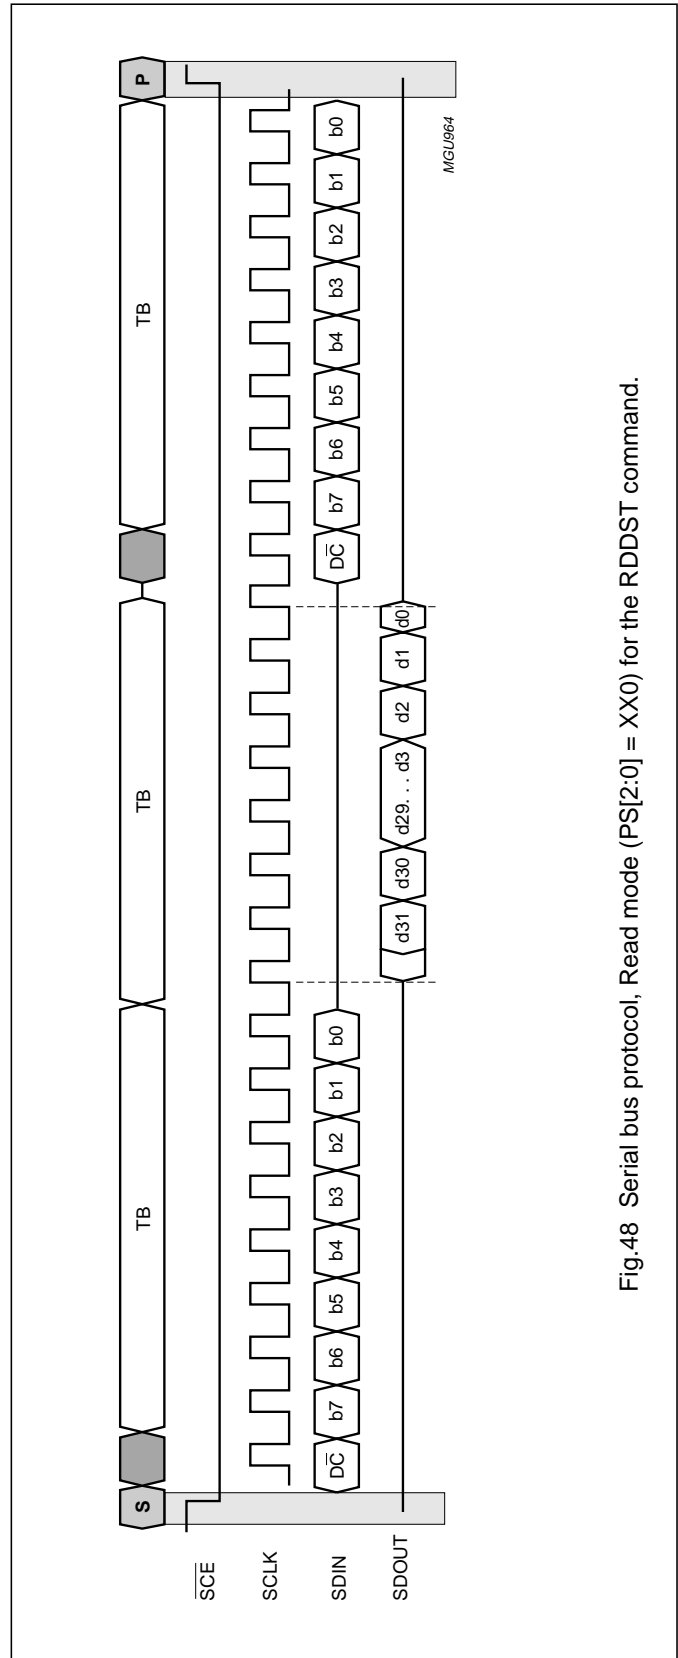 S TB TB TB P
SCE
SCLK
SDIN DC b7 b6 b5 b4 b3 b2 b1 b0 DC b7 b6 b5 b4 b3 b2 b1 b0
SDOUT d31 d30 d29. . . d3 d2 d1 d0
MGU964
Fig.48 Serial bus protocol, Read mode (PS[2:0] = XX0) for the RDDST command.